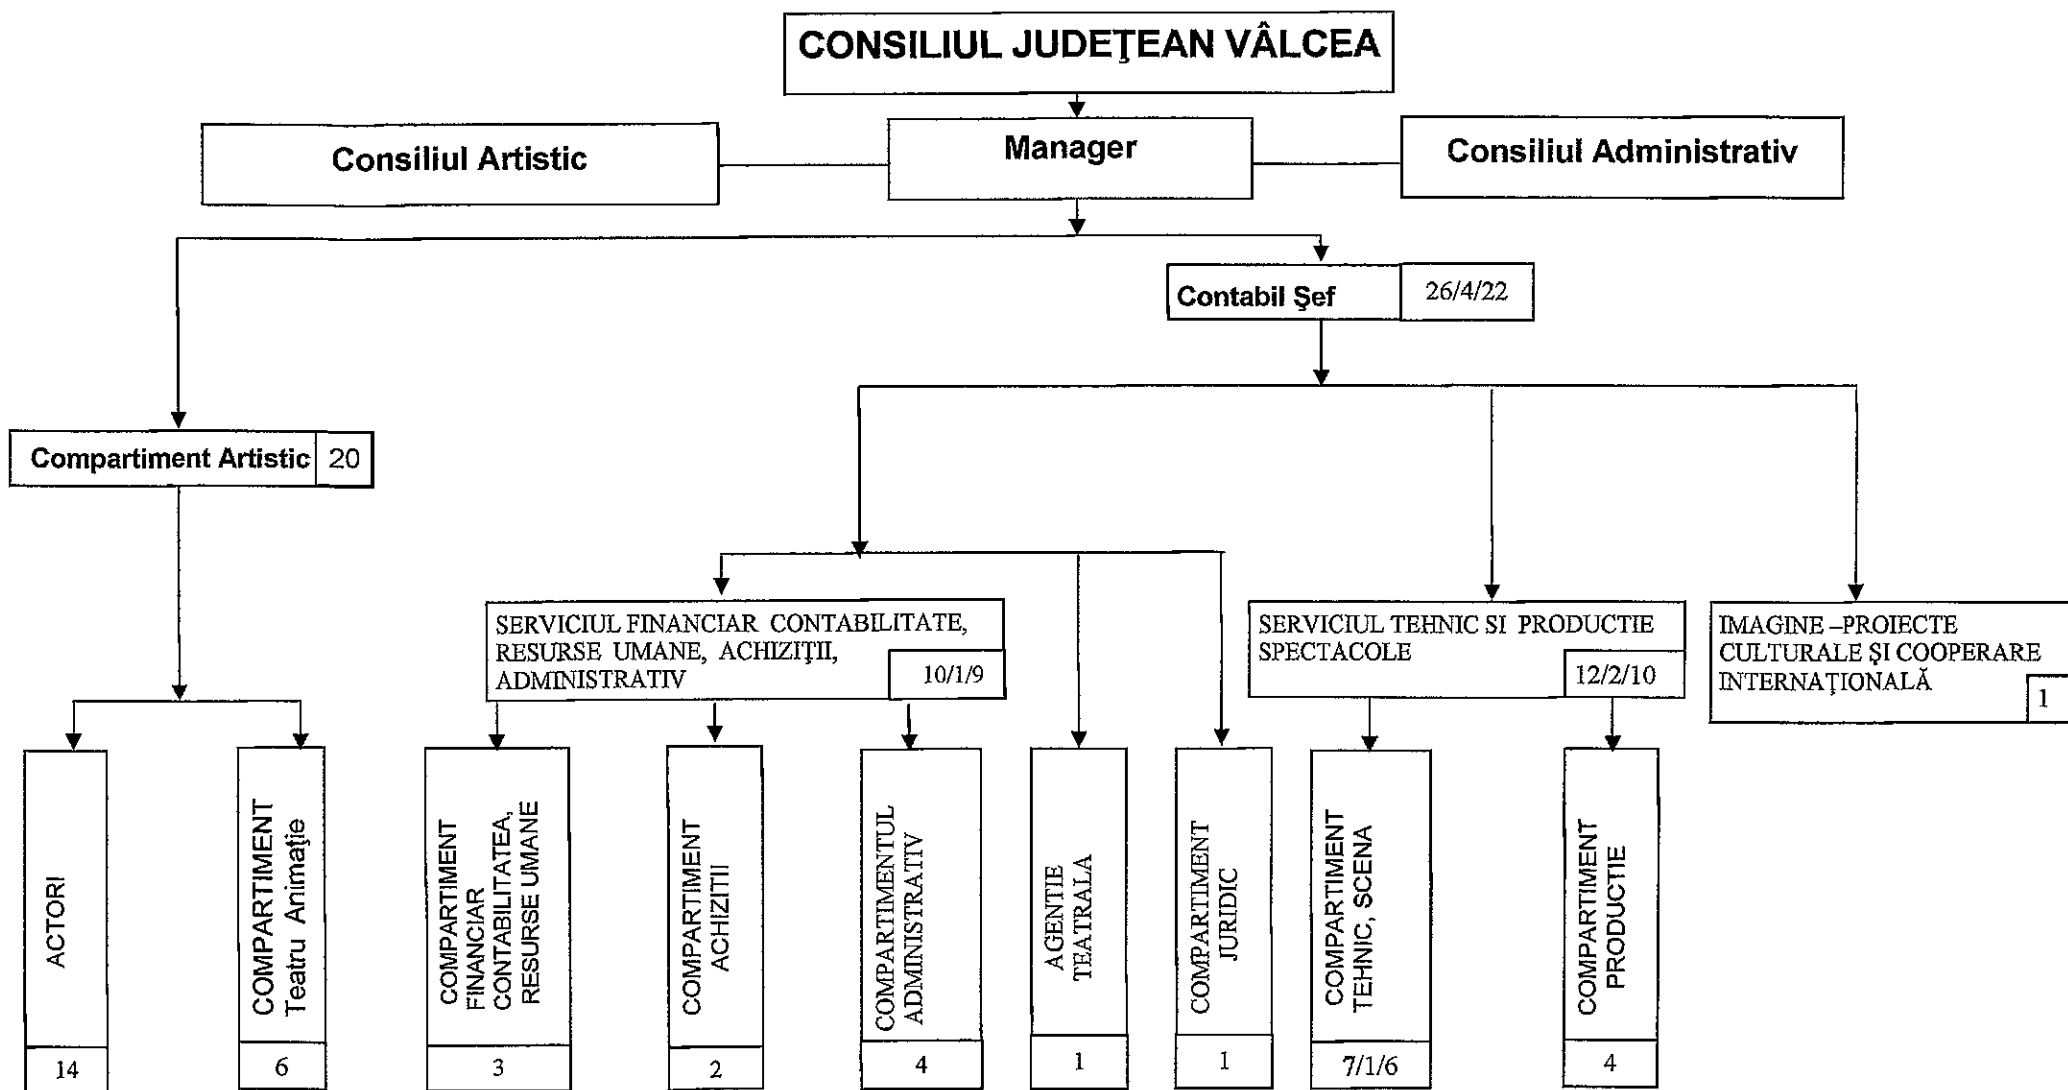 CONSILIUL JUDEŢEAN VÂLCEA
Consiliul Artistic
Manager
Consiliul Administrativ
Contabil Şef
26/4/22
Compartiment Artistic
20
SERVICIUL FINANCIAR CONTABILITATE,
RESURSE UMANE, ACHIZIŢII,
ADMINISTRATIV
10/1/9
SERVICIUL TEHNIC SI PRODUCTIE
SPECTACOLE
12/2/10
IMAGINE –PROIECTE
CULTURALE ŞI COOPERARE
INTERNAŢIONALĂ
1
ACTORI
14
COMPARTIMENT
Teatru Animaţie
6
COMPARTIMENT
FINANCIAR
CONTABILITATEA,
RESURSE UMANE
3
COMPARTIMENT
ACHIZITII
2
COMPARTIMENTUL
ADMINISTRATIV
4
AGENTIE
TEATRALA
1
COMPARTIMENT
JURIDIC
1
COMPARTIMENT
TEHNIC, SCENA
7/1/6
COMPARTIMENT
PRODUCTIE
4